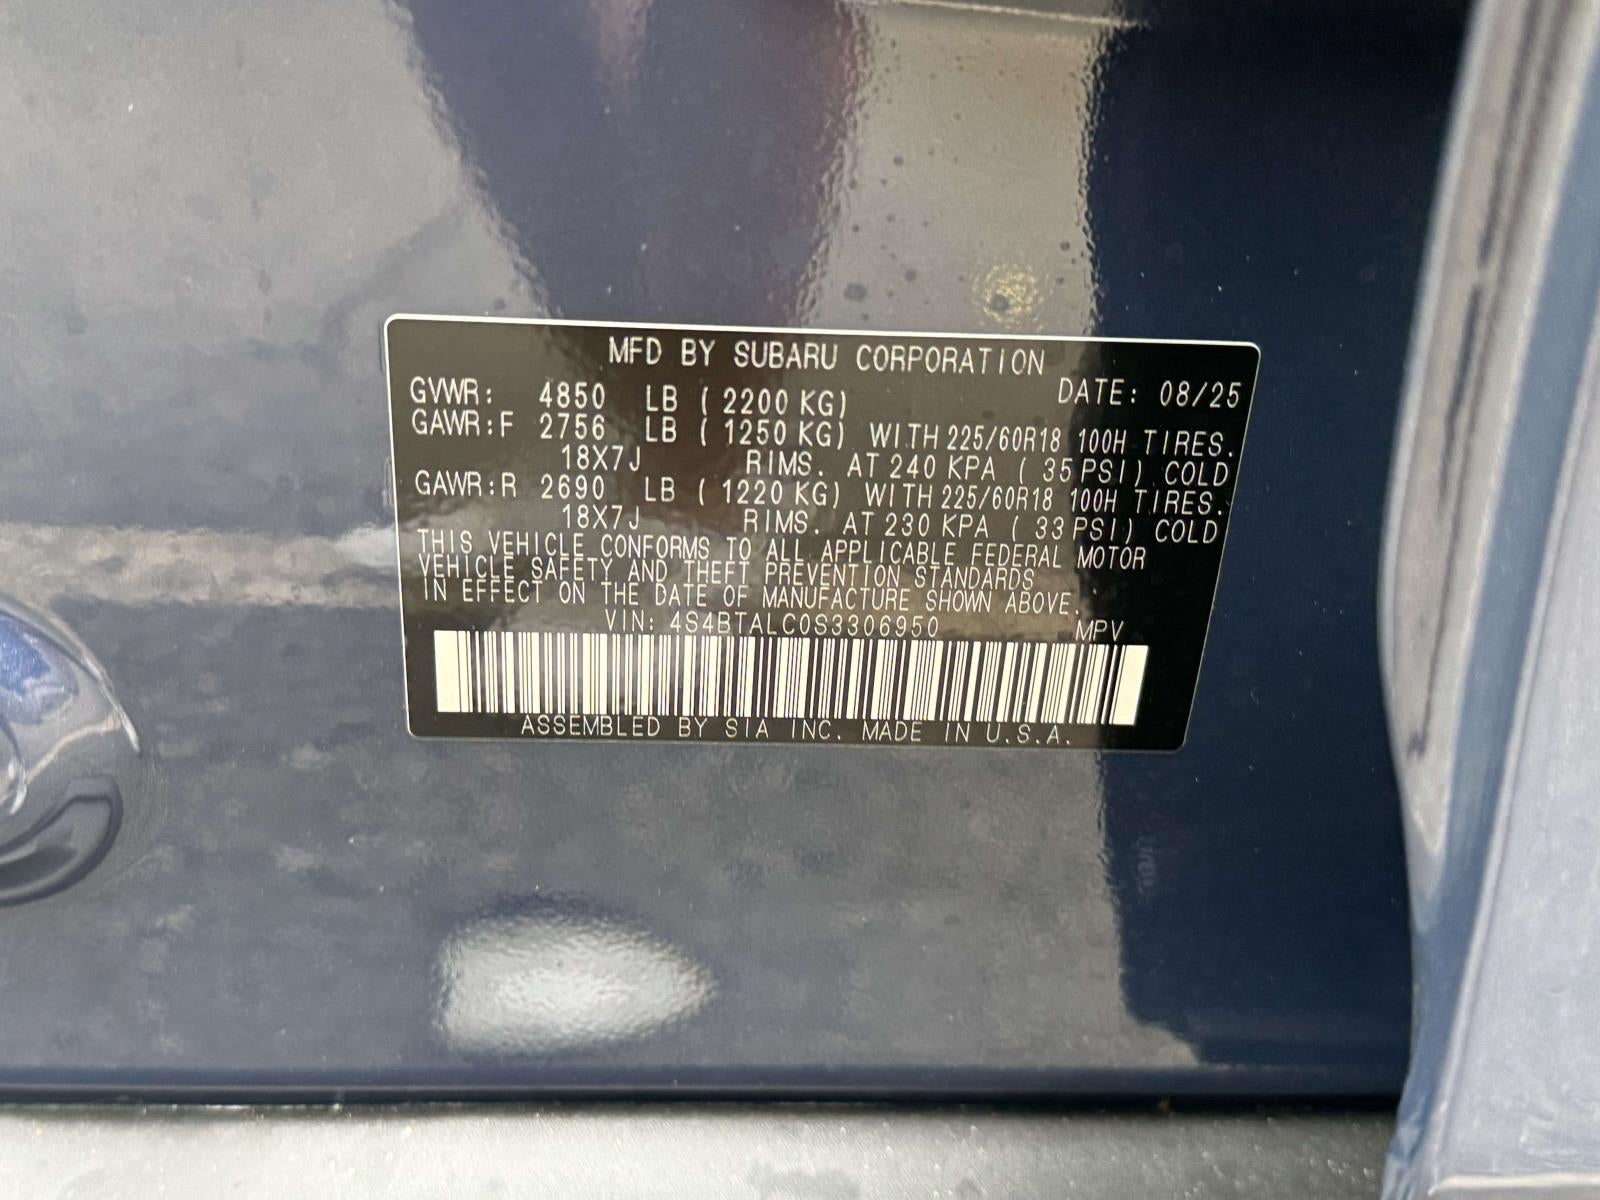 MFD BY SUBARU CORPORATION
GVWR: 4850 LB ( 2200 KG) DATE: 08/25
GAWR:F 2756 LB ( 1250 KG) WITH 225/60R18 100H TIRES.
18X7J RIMS. AT 240 KPA ( 35 PSI) COLD
GAWR:R 2690 LB ( 1220 KG) WITH 225/60R18 100H TIRES.
18X7J RIMS. AT 230 KPA ( 33 PSI) COLD
THIS VEHICLE CONFORMS TO ALL APPLICABLE FEDERAL MOTOR
VEHICLE SAFETY AND THEFT PREVENTION STANDARDS
IN EFFECT ON THE DATE OF MANUFACTURE SHOWN ABOVE.
VIN: 4S4BTALC0S3306950 MPV
ASSEMBLED BY SIA INC. MADE IN U.S.A.